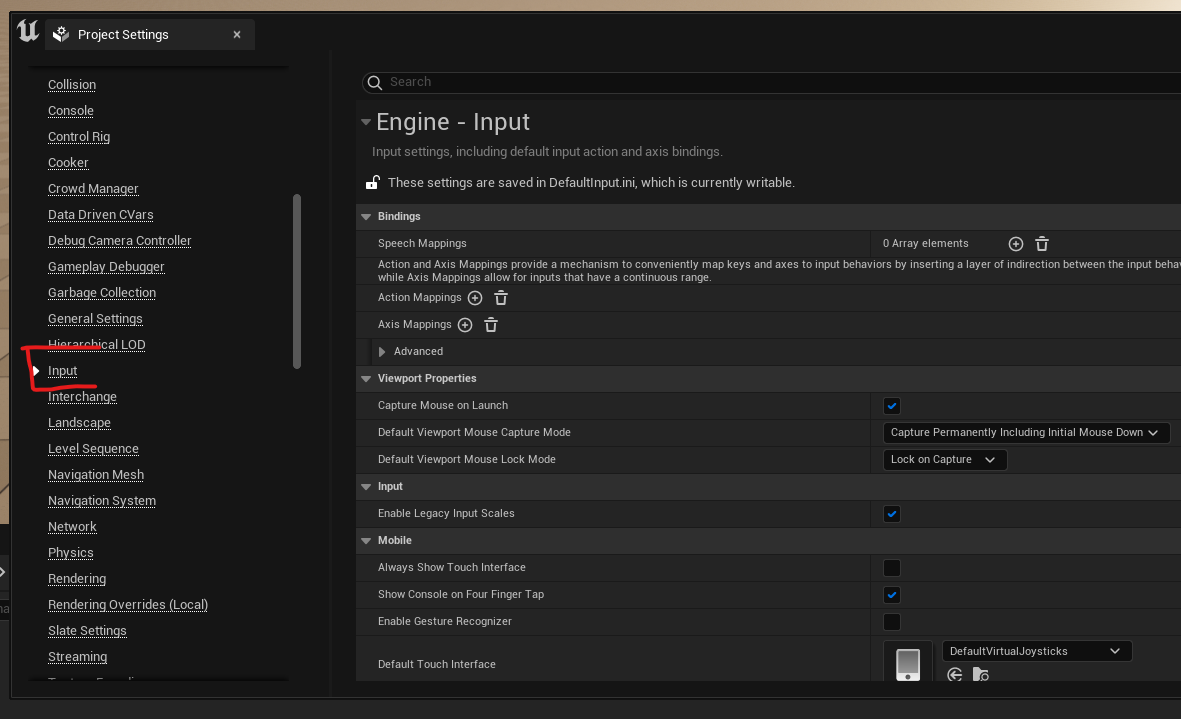 Project Settings
Collision
Console
Control Rig
Cooker
Crowd Manager
Data Driven CVars
Debug Camera Controller
Gameplay Debugger
Garbage Collection
General Settings
Hierarchical LOD
Input
Interchange
Landscape
Level Sequence
Navigation Mesh
Navigation System
Network
Physics
Rendering
Rendering Overrides (Local)
Slate Settings
Streaming
Search
Engine - Input
Input settings, including default input action and axis bindings.
These settings are saved in DefaultInput.ini, which is currently writable.
Bindings
Speech Mappings 0 Array elements
Action and Axis Mappings provide a mechanism to conveniently map keys and axes to input behaviors by inserting a layer of indirection between the input
while Axis Mappings allow for inputs that have a continuous range.
Action Mappings
Axis Mappings
Advanced
Viewport Properties
Capture Mouse on Launch
Default Viewport Mouse Capture Mode Capture Permanently Including Initial Mouse Down
Default Viewport Mouse Lock Mode Lock on Capture
Input
Enable Legacy Input Scales
Mobile
Always Show Touch Interface
Show Console on Four Finger Tap
Enable Gesture Recognizer
Default Touch Interface DefaultVirtualJoysticks